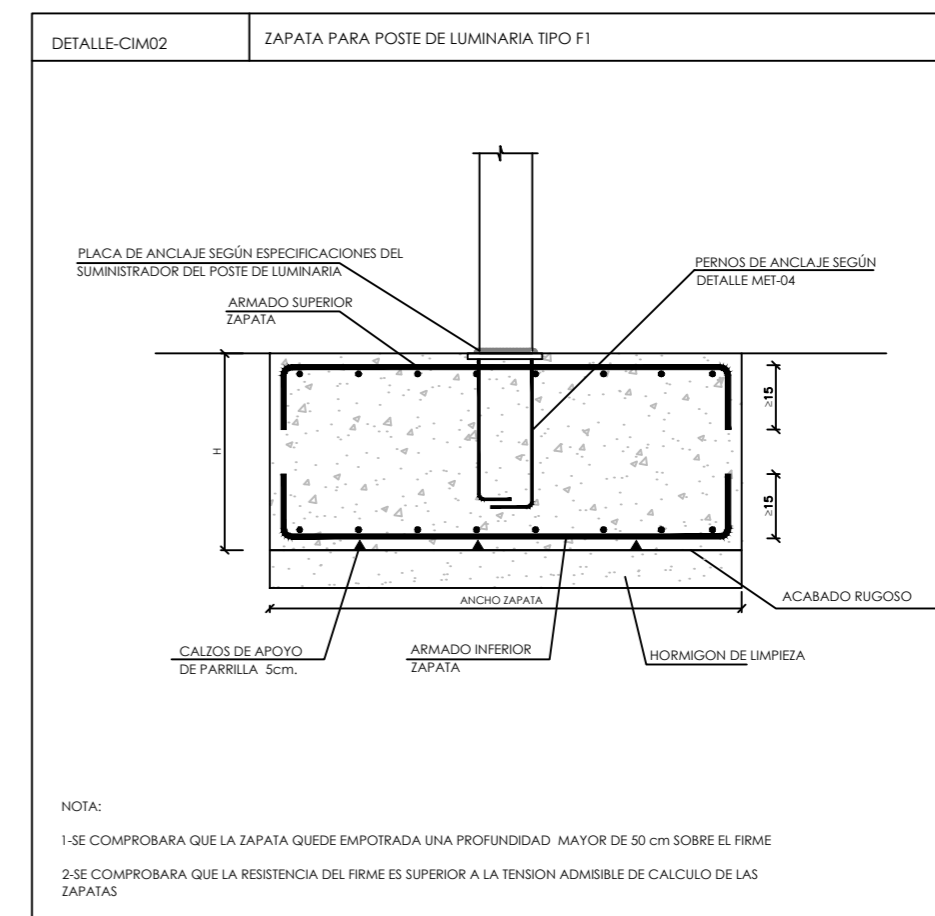 DETALLE-CIM02
ZAPATA PARA POSTE DE LUMINARIA TIPO F1
PLACA DE ANCLAJE SEGÚN ESPECIFICACIONES DEL
SUMINISTRADOR DEL POSTE DE LUMINARIA
PERNOS DE ANCLAJE SEGÚN
DETALLE MET-04
ARMADO SUPERIOR
ZAPATA
≥15
H
≥15
ANCHO ZAPATA
ACABADO RUGOSO
CALZOS DE APOYO
DE PARRILLA 5cm.
ARMADO INFERIOR
ZAPATA
HORMIGON DE LIMPIEZA
NOTA:
1-SE COMPROBARA QUE LA ZAPATA QUEDE EMPOTRADA UNA PROFUNDIDAD MAYOR DE 50 cm SOBRE EL FIRME
2-SE COMPROBARA QUE LA RESISTENCIA DEL FIRME ES SUPERIOR A LA TENSION ADMISIBLE DE CALCULO DE LAS
ZAPATAS